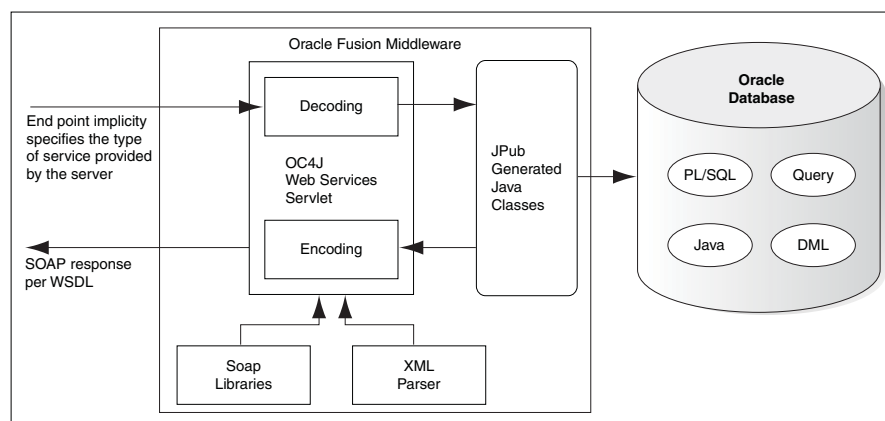 Oracle Fusion Middleware
End point implicity
specifies the type
of service provided
by the server
Decoding
OC4J
Web Services
Servlet
Encoding
SOAP response
per WSDL
Soap
Libraries
XML
Parser
JPub
Generated
Java
Classes
Oracle
Database
PL/SQL
Query
Java
DML